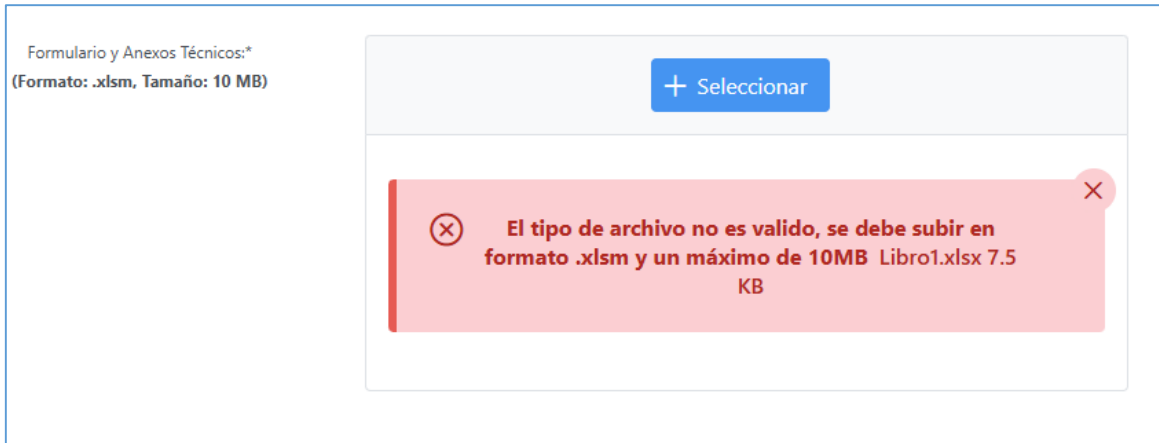 Formulario y Anexos Técnicos:*
(Formato: .xlsm, Tamaño: 10 MB)
+ Seleccionar
El tipo de archivo no es valido, se debe subir en
formato .xlsm y un máximo de 10MB Libro1.xlsx 7.5
KB